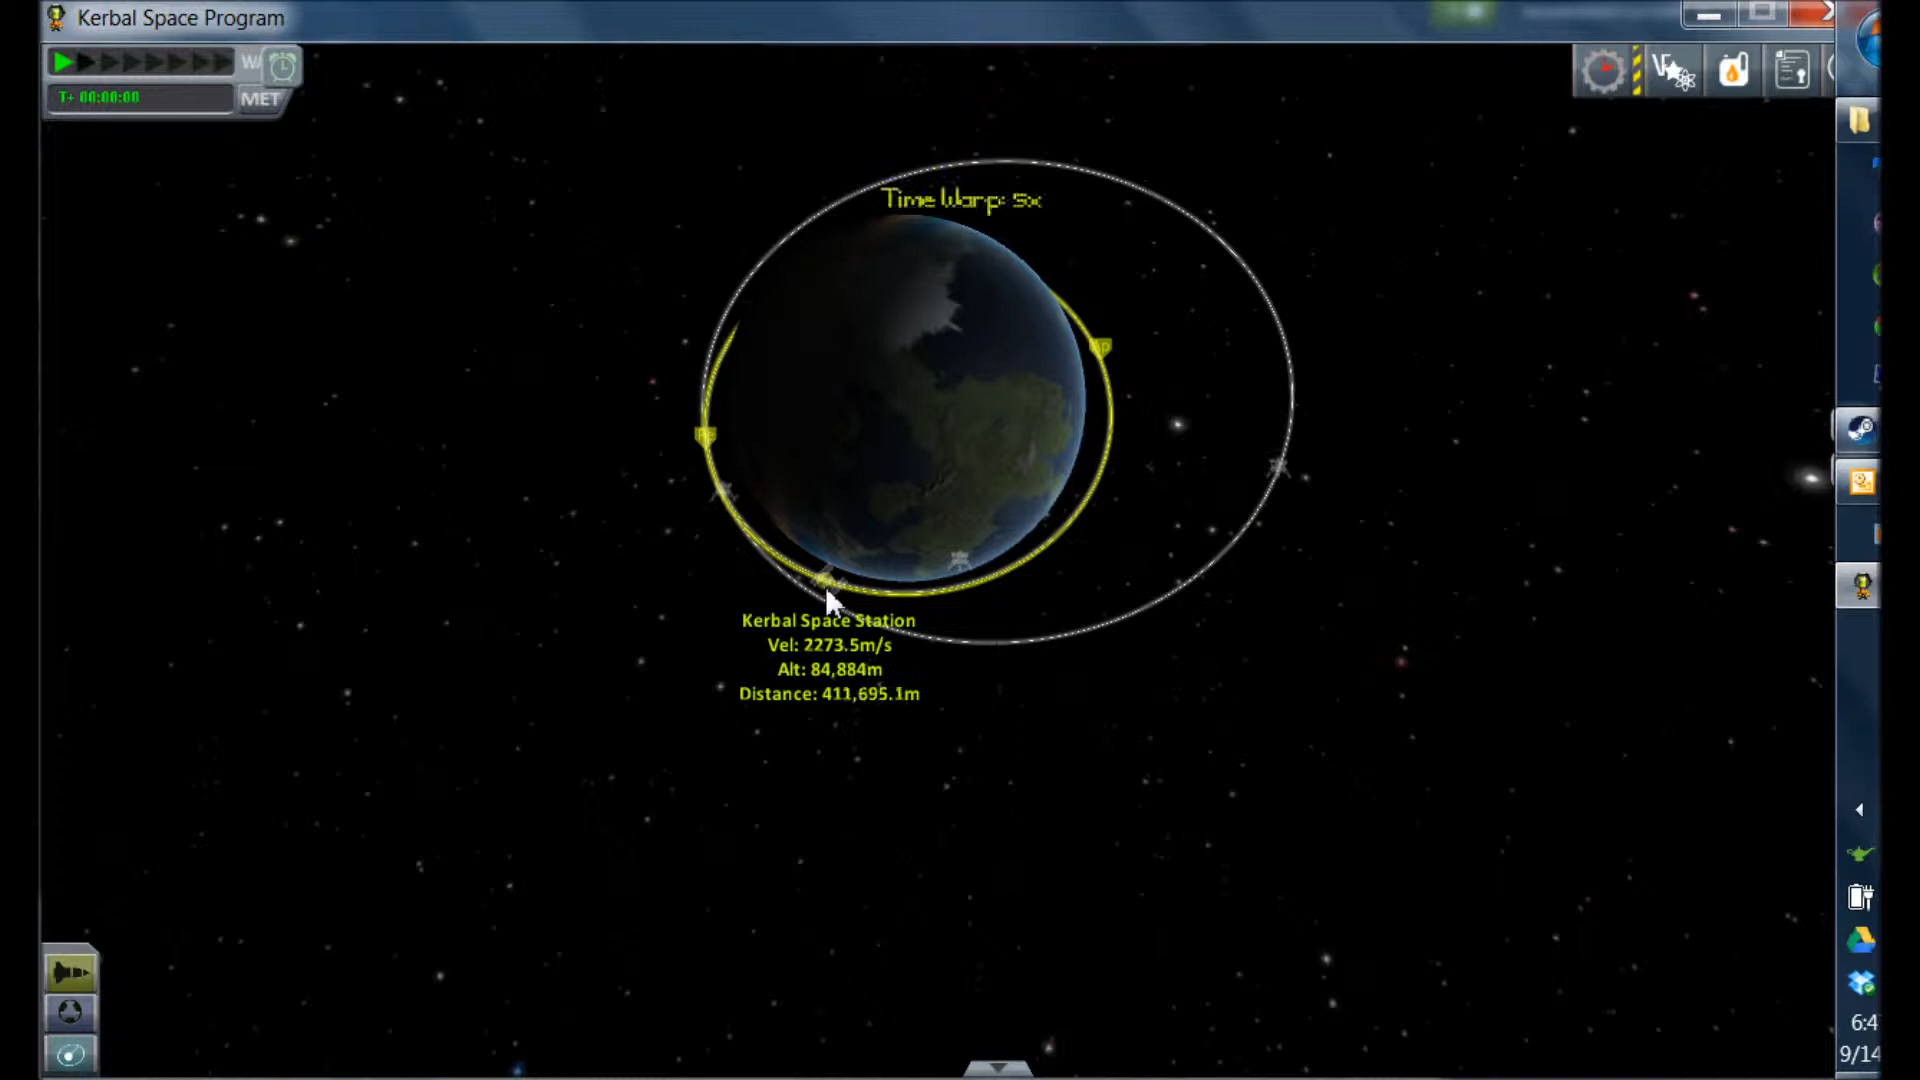 Kerbal Space Program
T+ 00:00:00
MET
Time Warp: 5x
Ap
Kerbal Space Station
Vel: 2273.5m/s
Alt: 84,884m
Distance: 411,695.1m
6:4
9/14